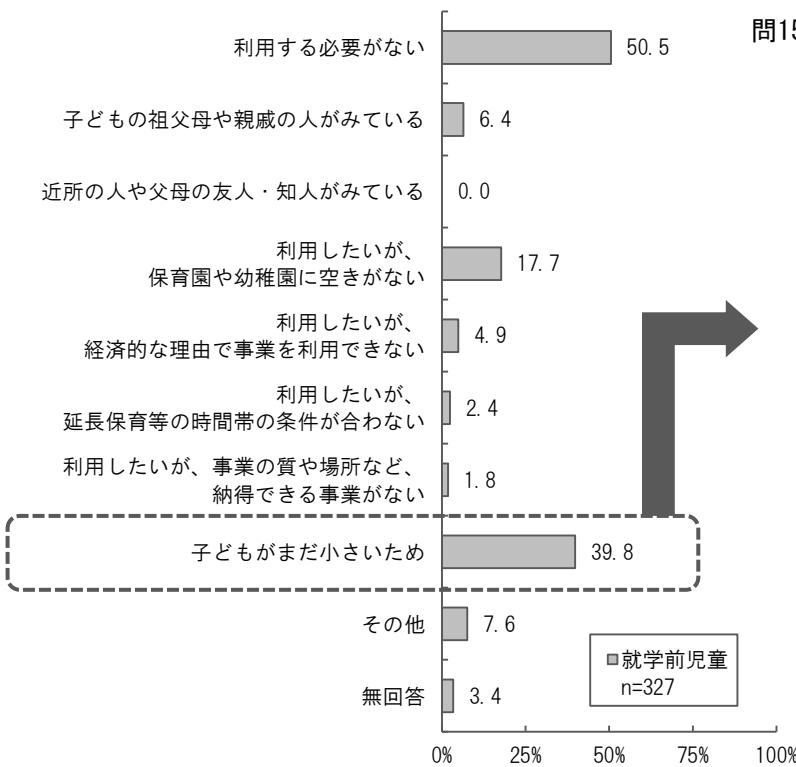 問15
利用する必要がない 50.5
子どもの祖父母や親戚の人がみている 6.4
近所の人や父母の友人・知人がみている 0.0
利用したいが、
保育園や幼稚園に空きがない 17.7
利用したいが、
経済的な理由で事業を利用できない 4.9
利用したいが、
延長保育等の時間帯の条件が合わない 2.4
利用したいが、事業の質や場所など、
納得できる事業がない 1.8
子どもがまだ小さいため 39.8
その他 7.6
無回答 3.4
就学前児童
n=327
0% 25% 50% 75% 100%